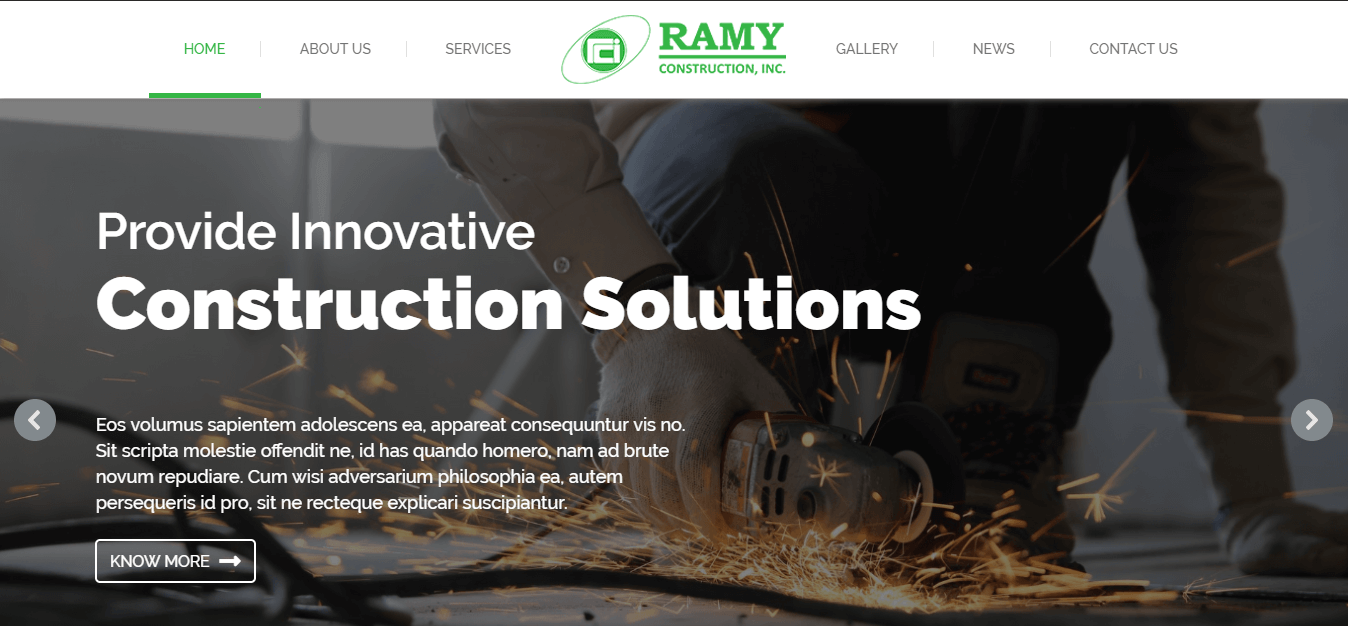 HOME
ABOUT US
SERVICES
RAMY
CONSTRUCTION, INC.
GALLERY
NEWS
CONTACT US
Provide Innovative
Construction Solutions
Eos volumus sapientem adolescens ea, appareat consequuntur vis no.
Sit scripta molestie offendit ne, id has quando homero, nam ad brute
novum repudiare. Cum wisi adversarium philosophia ea, autem
persequeris id pro, sit ne recteque explicari suscipiantur.
KNOW MORE